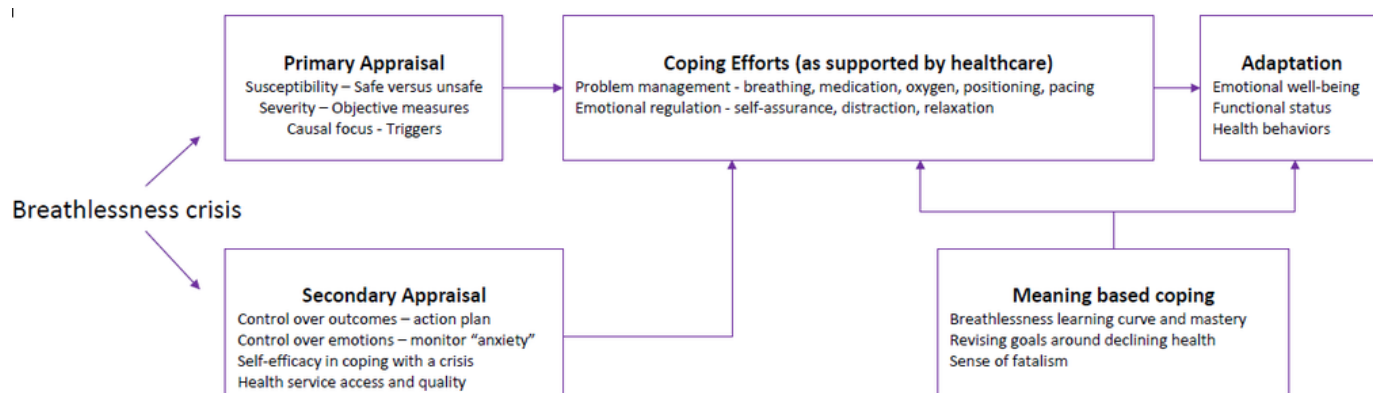 Primary Appraisal
Susceptibility – Safe versus unsafe
Severity – Objective measures
Causal focus - Triggers
Coping Efforts (as supported by healthcare)
Problem management - breathing, medication, oxygen, positioning, pacing
Emotional regulation - self-assurance, distraction, relaxation
Adaptation
Emotional well-being
Functional status
Health behaviors
Breathlessness crisis
Secondary Appraisal
Control over outcomes – action plan
Control over emotions – monitor “anxiety”
Self-efficacy in coping with a crisis
Health service access and quality
Meaning based coping
Breathlessness learning curve and mastery
Revising goals around declining health
Sense of fatalism